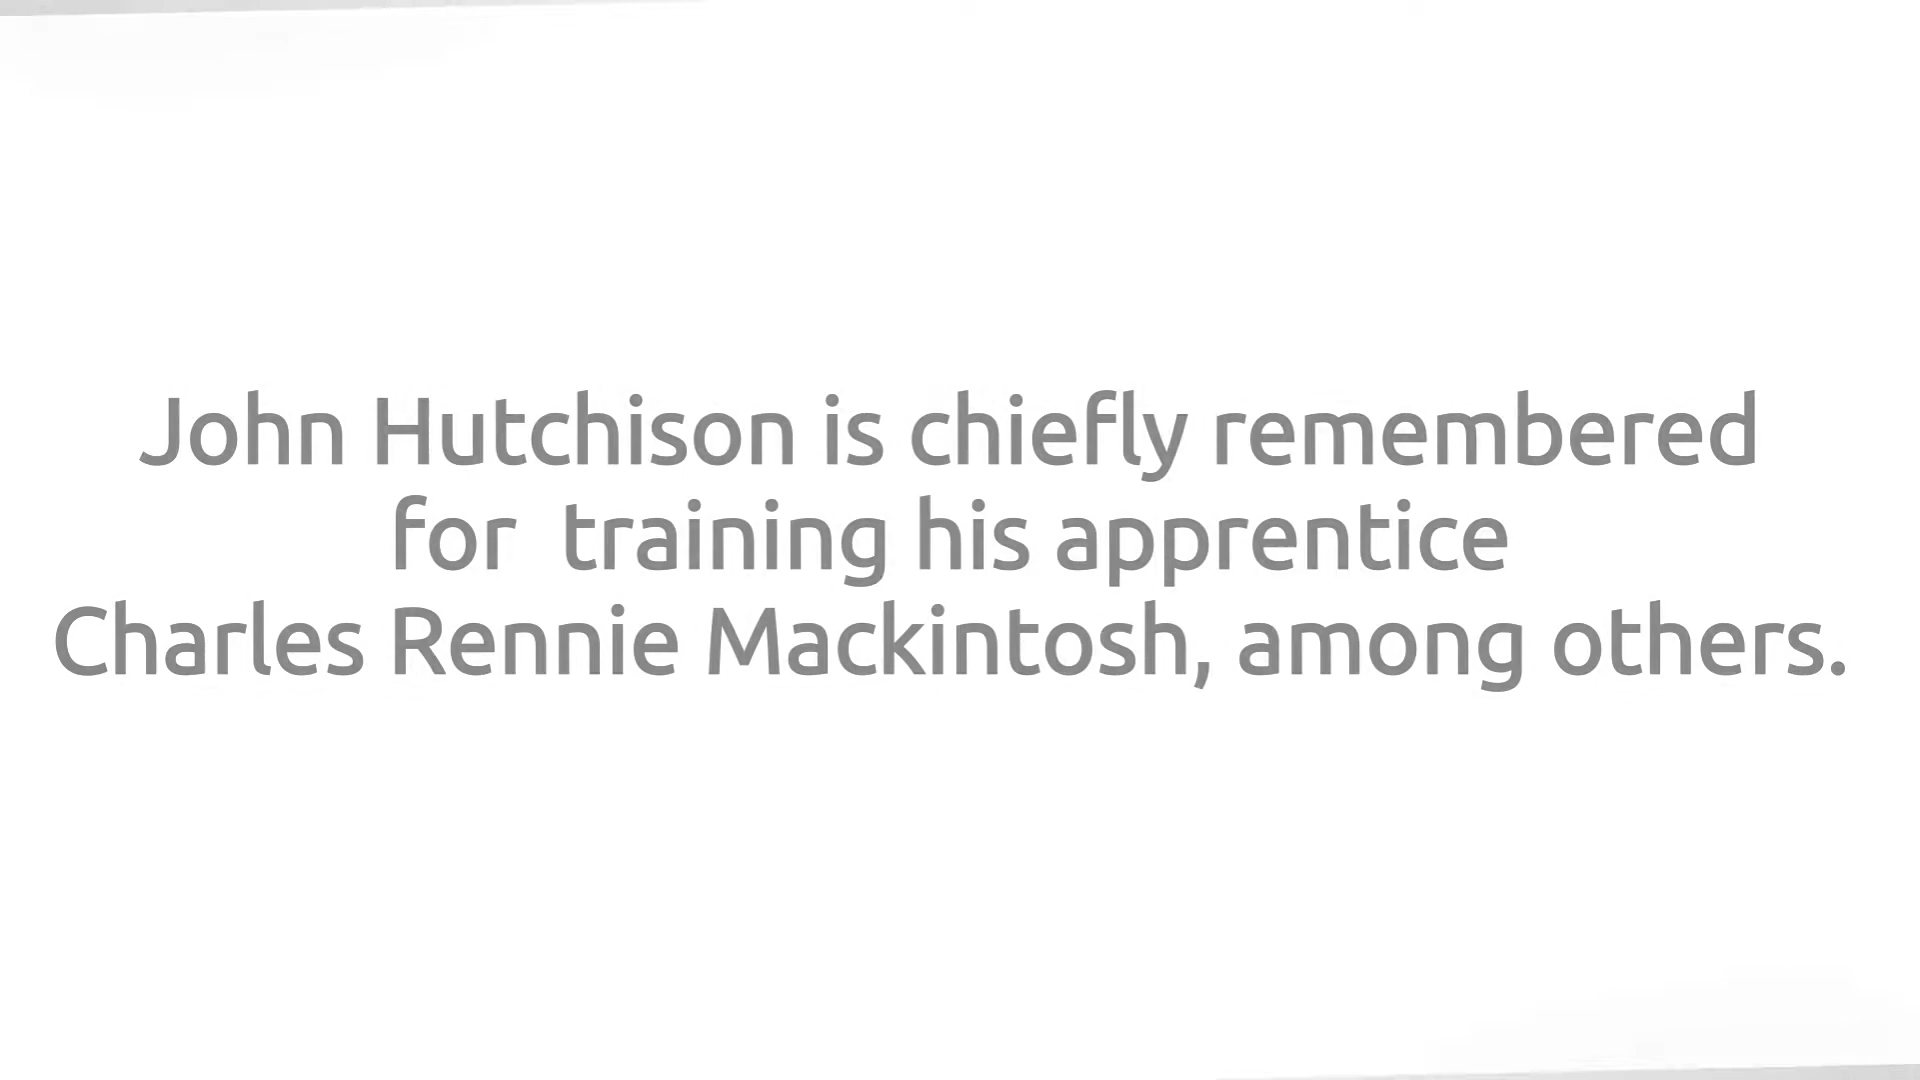 John Hutchison is chiefly remembered
for  training his apprentice
Charles Rennie Mackintosh, among others.